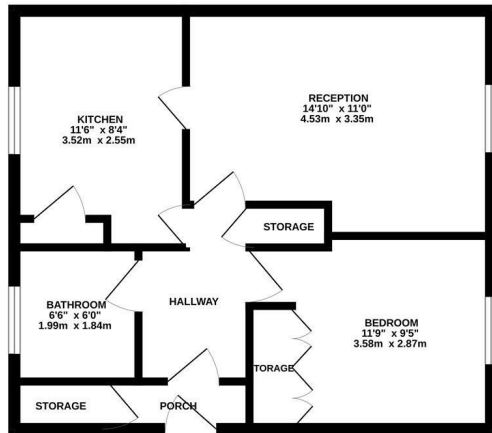 RECEPTION
14'10" x 11'0"
4.53m x 3.35m
KITCHEN
11'6" x 8'4"
3.52m x 2.55m
STORAGE
HALLWAY
BATHROOM
6'6" x 6'0"
1.99m x 1.84m
BEDROOM
11'9" x 9'5"
3.58m x 2.87m
TORAGE
STORAGE
PORCH